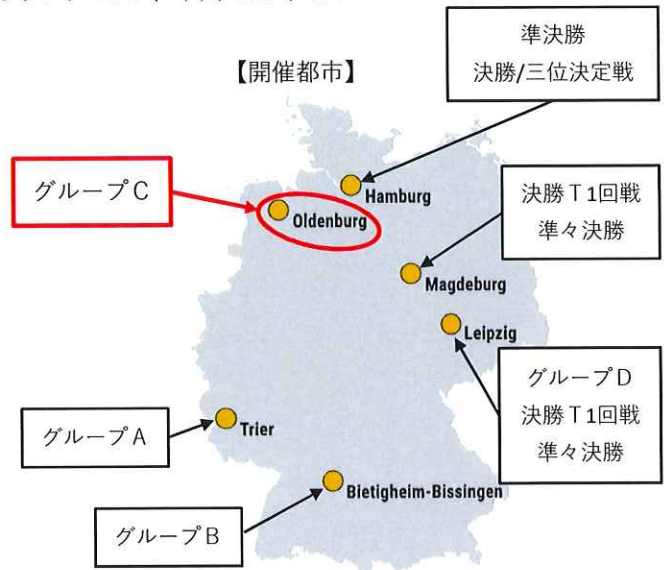 準決勝
決勝/三位決定戦
【開催都市】
グループC
Hamburg
Oldenburg
決勝T1回戦
準々決勝
Magdeburg
Leipzig
グループD
決勝T1回戦
準々決勝
グループA
Trier
Bietigheim-Bissingen
グループB